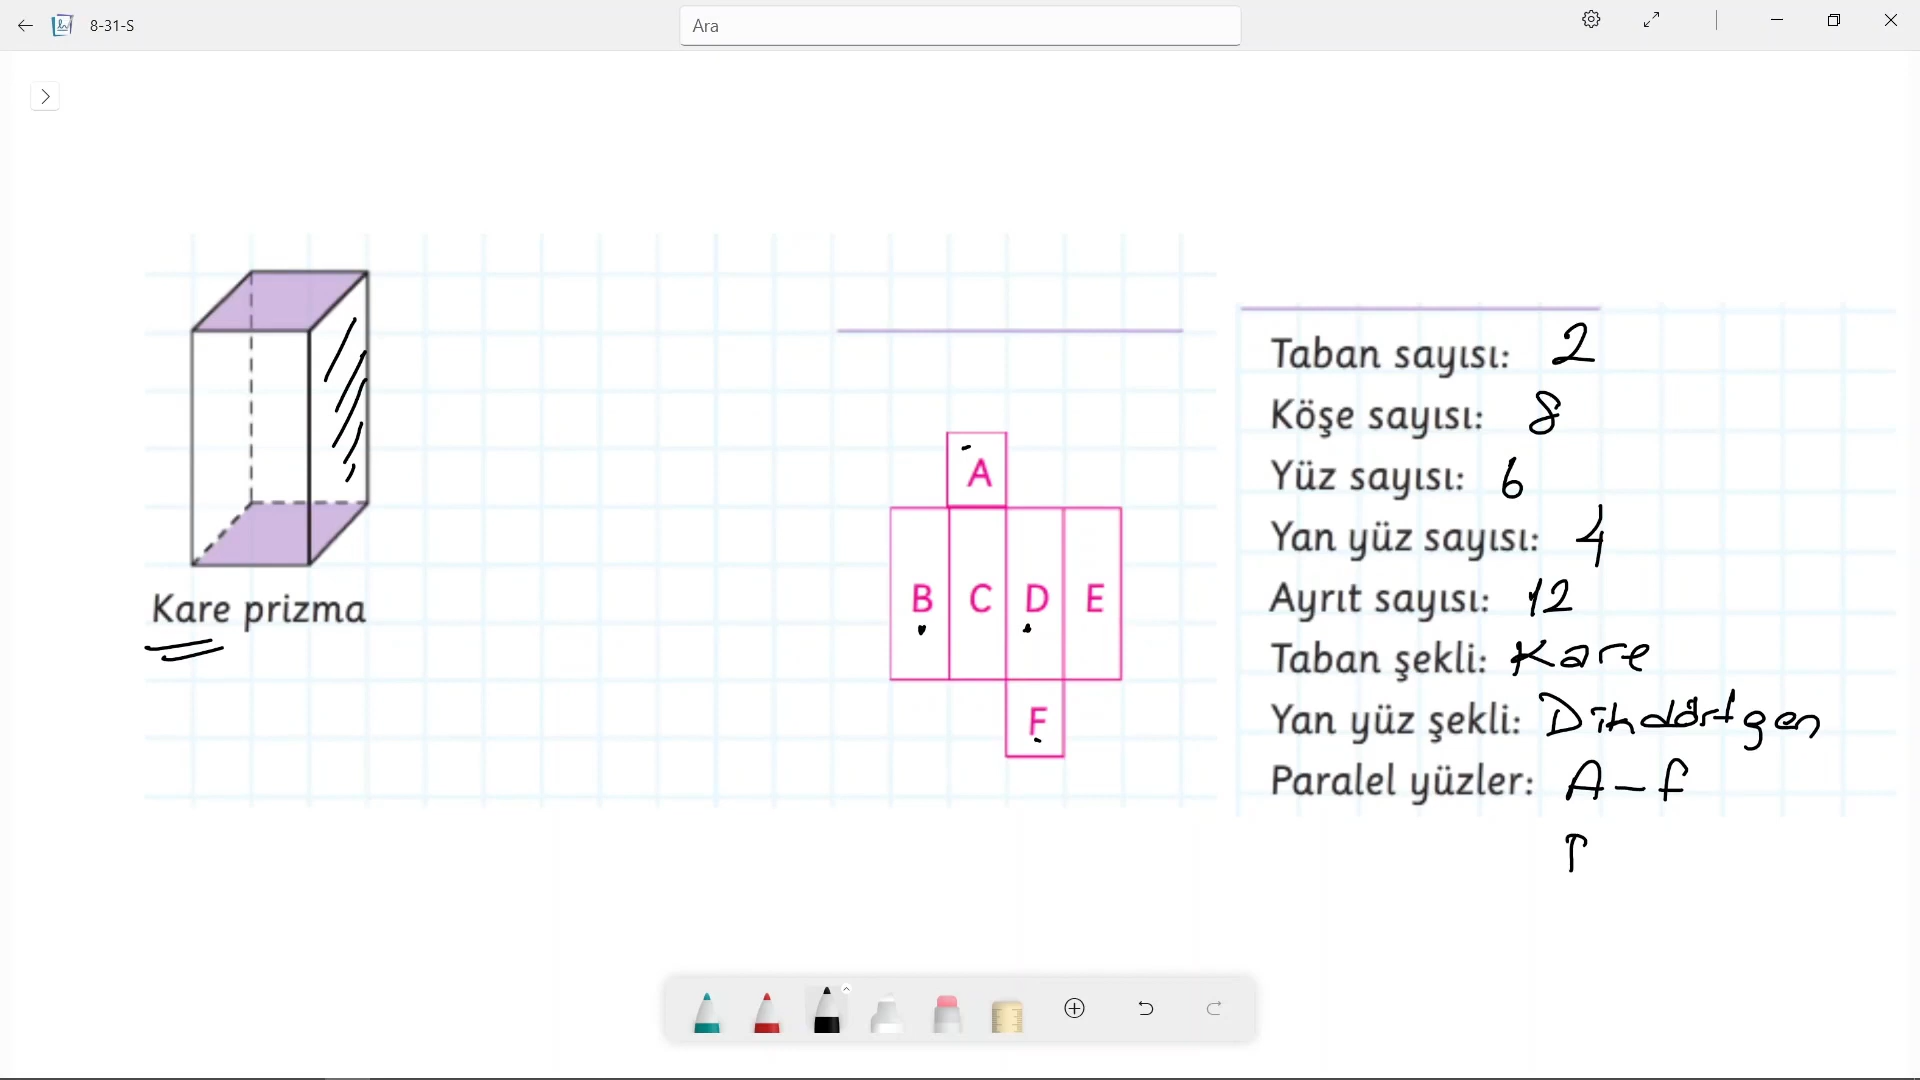 8-31-S
Ara
Kare prizma
A
B C D E
F
Taban sayısı: 2
Köşe sayısı: 8
Yüz sayısı: 6
Yan yüz sayısı: 4
Ayrıt sayısı: 12
Taban şekli: Kare
Yan yüz şekli: Dikdörtgen
Paralel yüzler: A-f